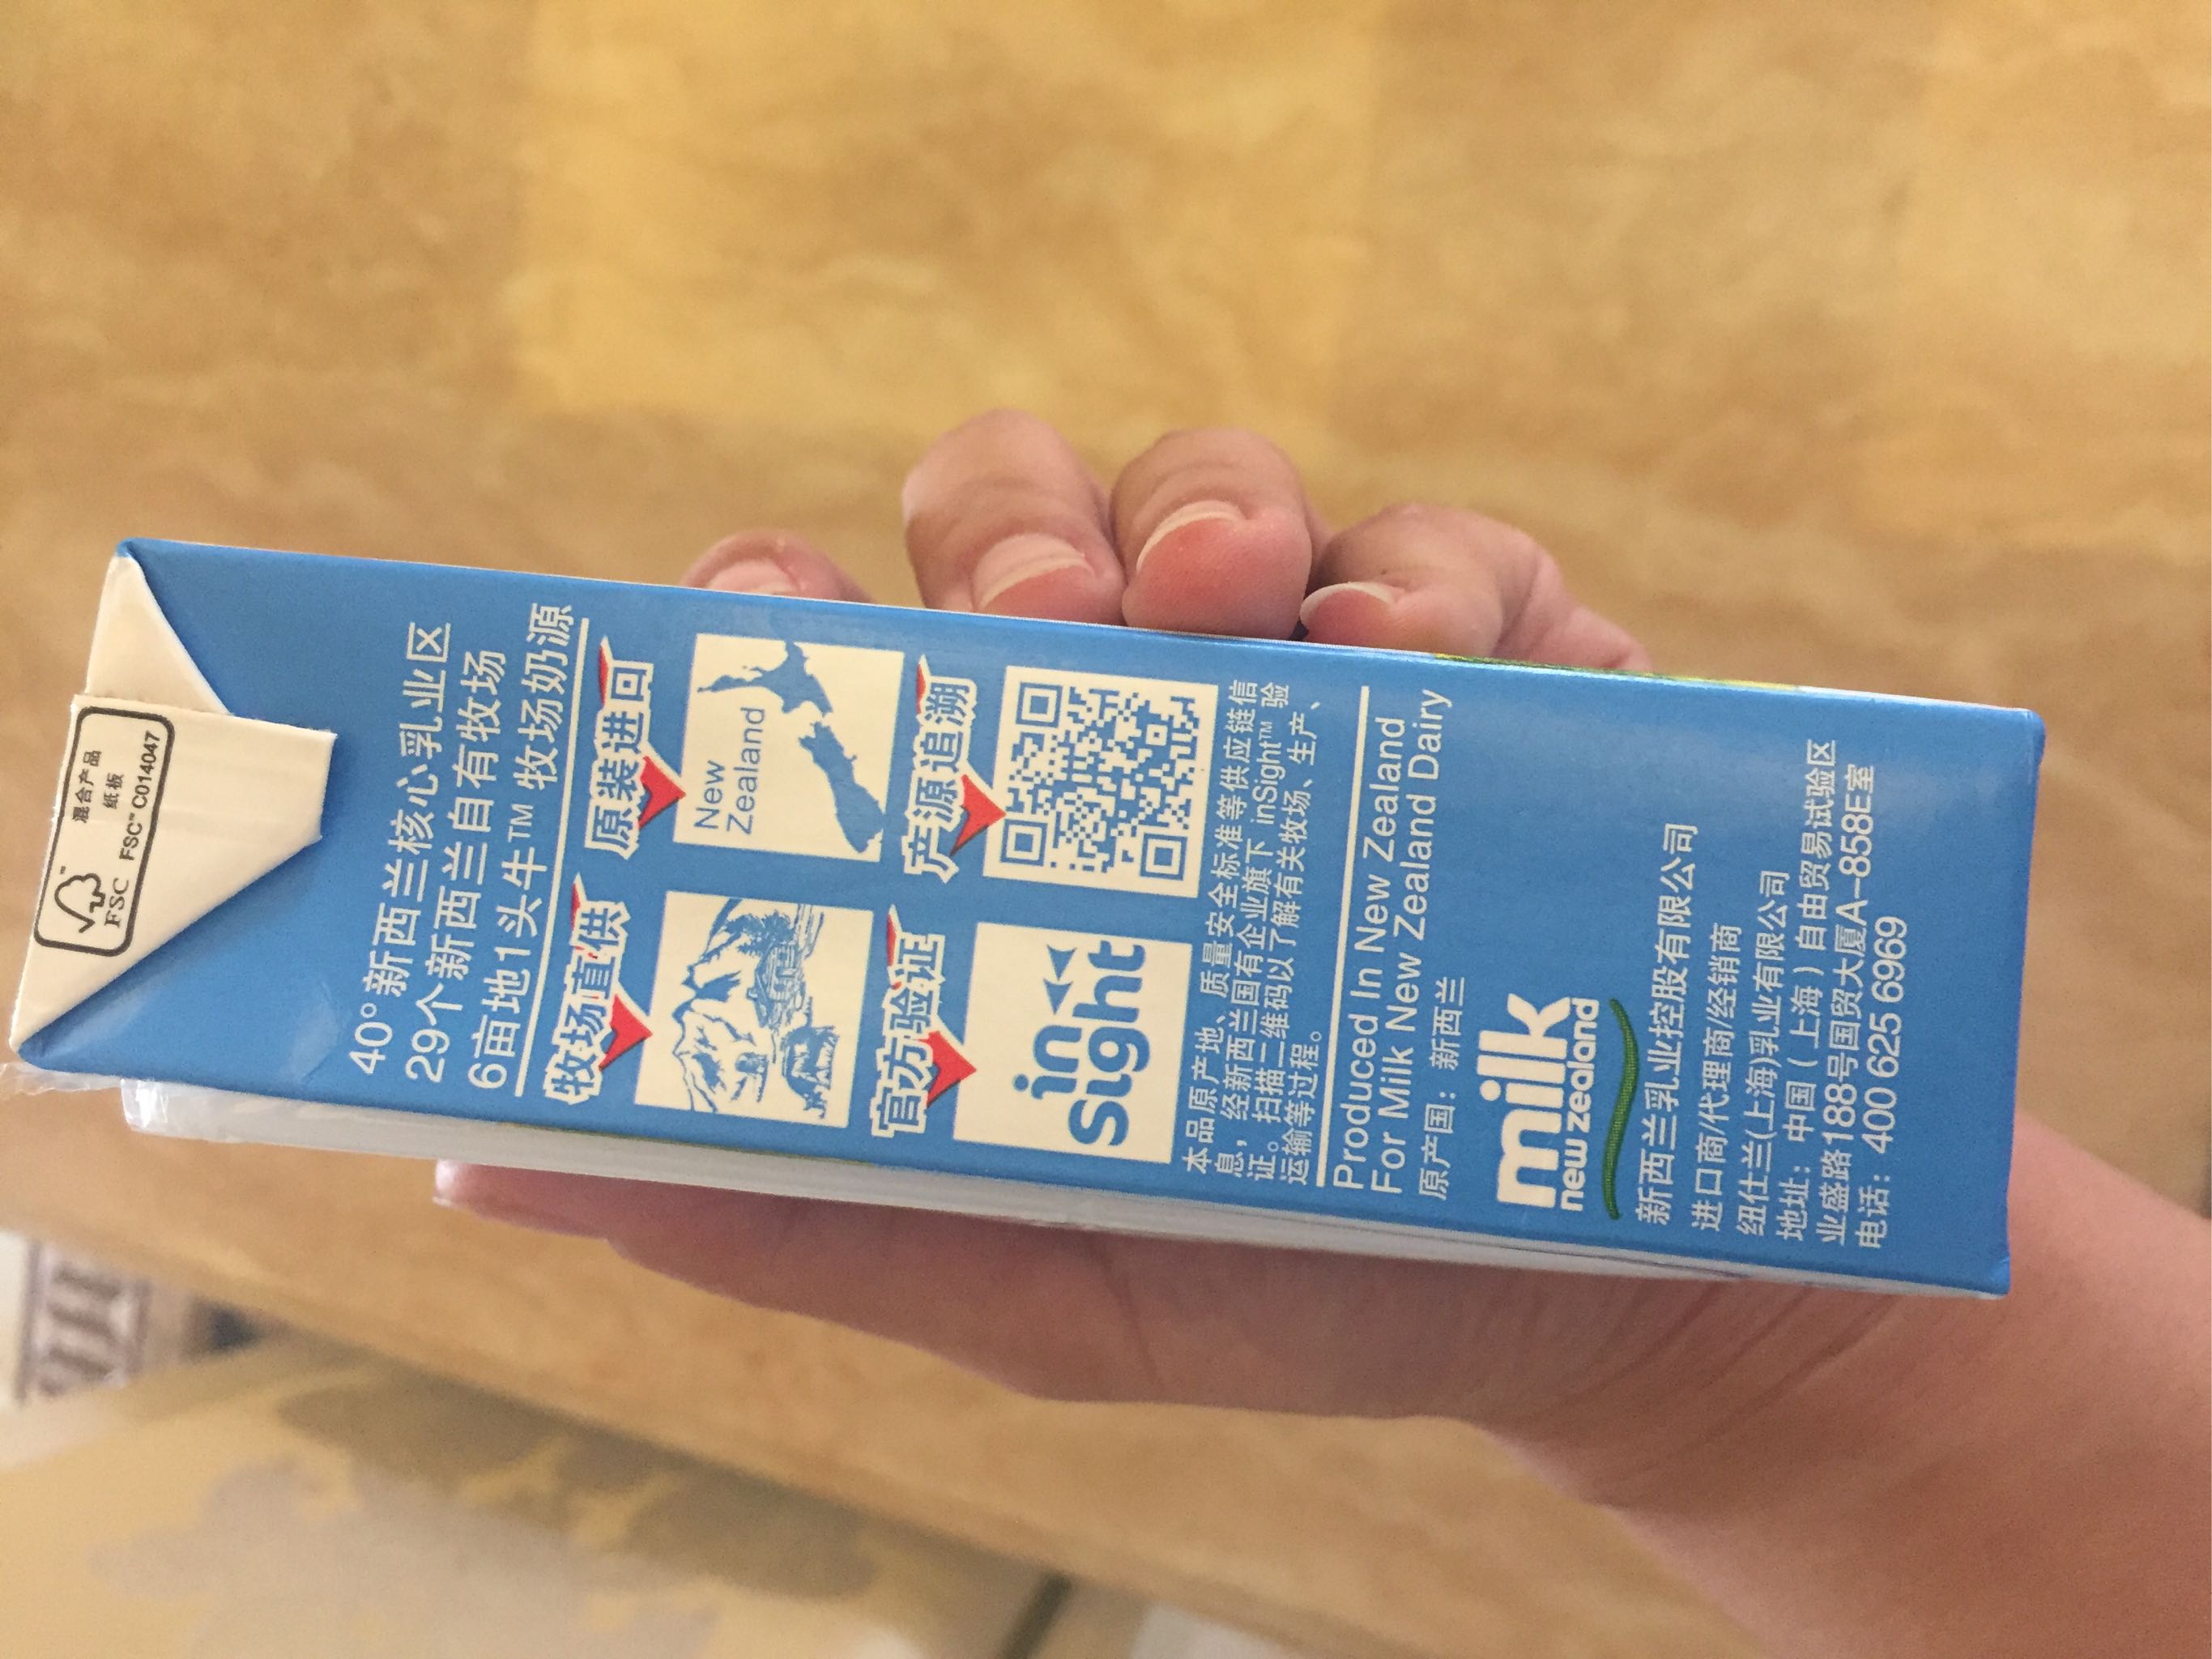 混合产品
纸板
FSC™ C014047
FSC
40°新西兰核心乳业区
29个新西兰自有牧场
6亩地1头牛™ 牧场奶源
牧场直供
原装进口
New
Zealand
官方验证
产源追溯
in
sight
本品原产地、质量安全标准等供应链信
息，经新西兰国有企业旗下 inSight™ 验
证。扫描二维码以了解有关牧场、生产、
运输等过程。
Produced In New Zealand
For Milk New Zealand Dairy
原产国：新西兰
milk
new zealand
新西兰乳业控股有限公司
进口商/代理商/经销商
纽仕兰(上海)乳业有限公司
地址：中国（上海）自由贸易试验区
业盛路188号国贸大厦A-858E室
电话：400 625 6969